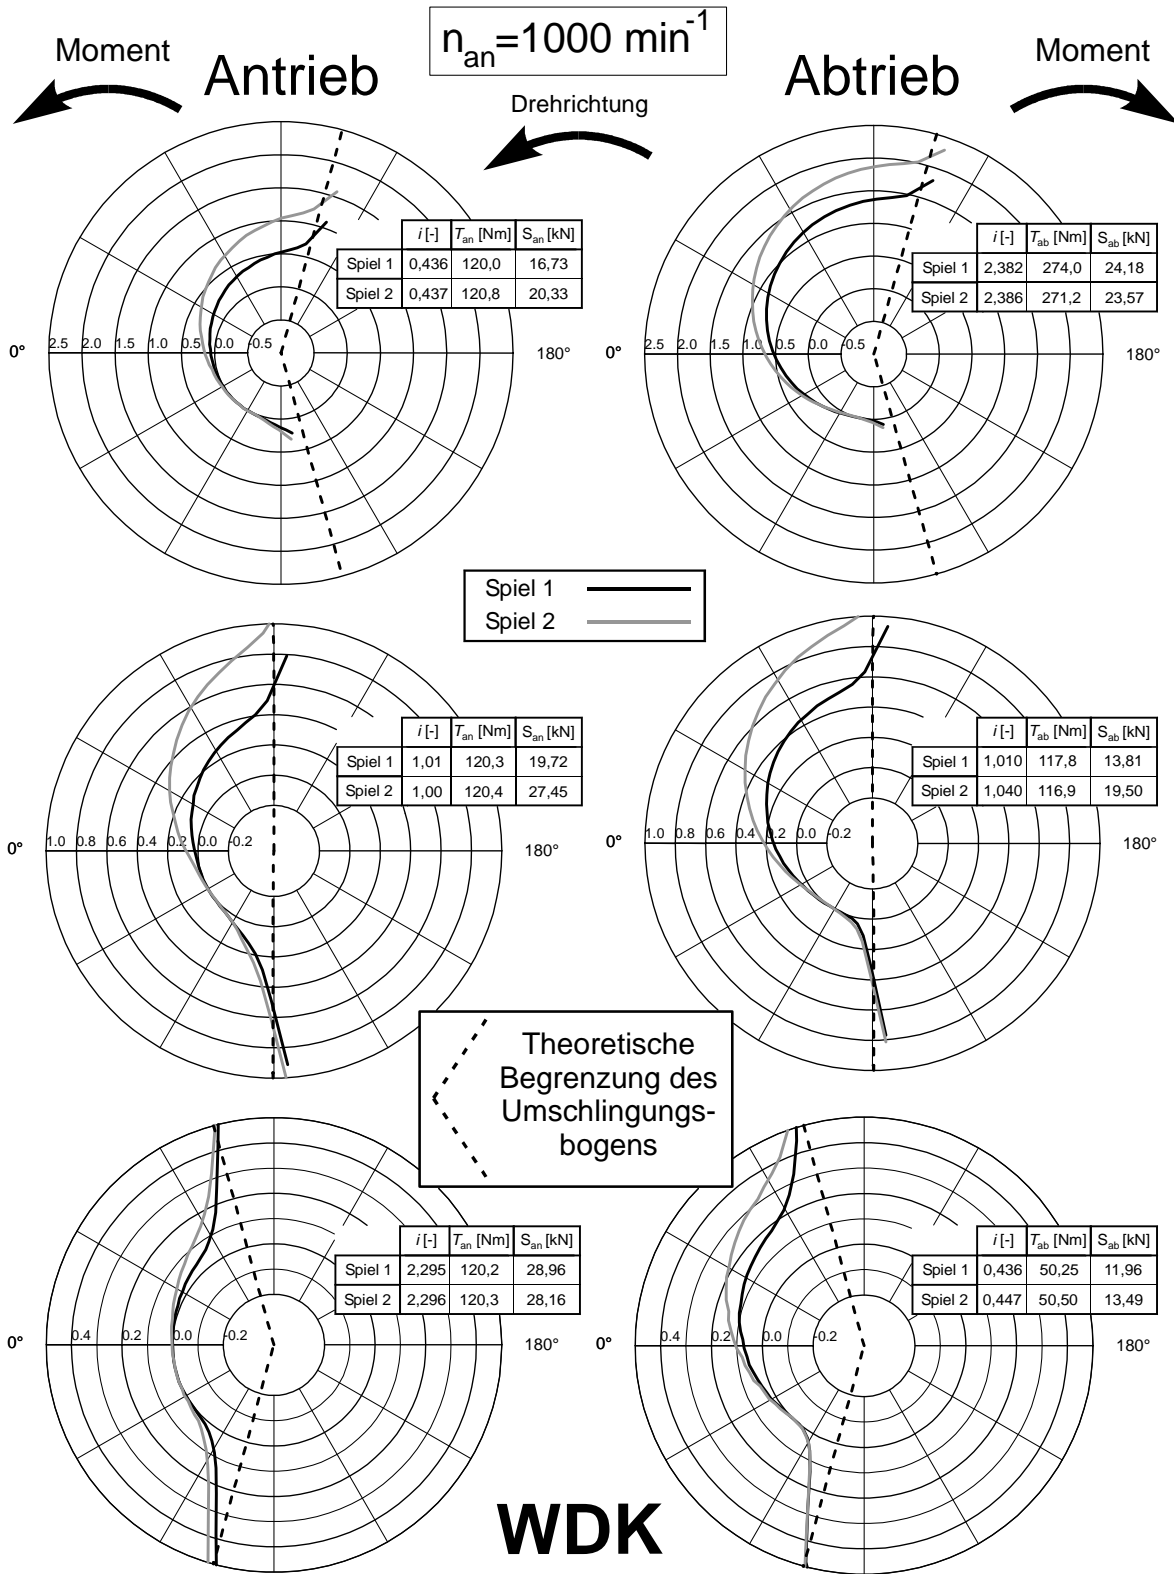 n_an=1000 min^-1
Moment
Antrieb
Drehrichtung
Abtrieb
Moment
i [-] T_an [Nm] S_an [kN]
Spiel 1 0,436 120,0 16,73
Spiel 2 0,437 120,8 20,33
0° 2.5 2.0 1.5 1.0 0.5 0.0 -0.5 180°
i [-] T_ab [Nm] S_ab [kN]
Spiel 1 2,382 274,0 24,18
Spiel 2 2,386 271,2 23,57
0° 2.5 2.0 1.5 1.0 0.5 0.0 -0.5 180°
Spiel 1
Spiel 2
i [-] T_an [Nm] S_an [kN]
Spiel 1 1,01 120,3 19,72
Spiel 2 1,00 120,4 27,45
0° 1.0 0.8 0.6 0.4 0.2 0.0 -0.2 180°
i [-] T_ab [Nm] S_ab [kN]
Spiel 1 1,010 117,8 13,81
Spiel 2 1,040 116,9 19,50
0° 1.0 0.8 0.6 0.4 0.2 0.0 -0.2 180°
Theoretische
Begrenzung des
Umschlingungs-
bogens
i [-] T_an [Nm] S_an [kN]
Spiel 1 2,295 120,2 28,96
Spiel 2 2,296 120,3 28,16
0° 0.4 0.2 0.0 -0.2 180°
i [-] T_ab [Nm] S_ab [kN]
Spiel 1 0,436 50,25 11,96
Spiel 2 0,447 50,50 13,49
0° 0.4 0.2 0.0 -0.2 180°
WDK